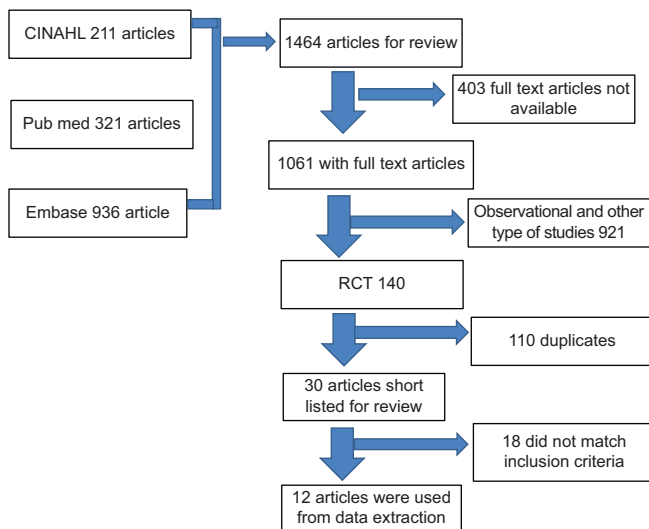 CINAHL 211 articles
1464 articles for review
403 full text articles not
available
Pub med 321 articles
1061 with full text articles
Embase 936 article
Observational and other
type of studies 921
RCT 140
110 duplicates
30 articles short
listed for review
18 did not match
inclusion criteria
12 articles were used
from data extraction